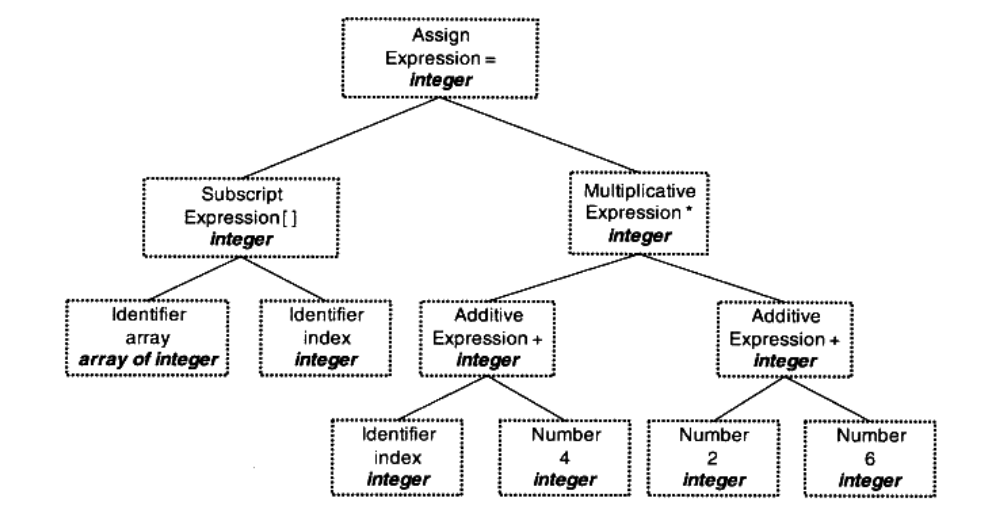 Assign
Expression =
integer
Subscript
Expression [ ]
integer
Multiplicative
Expression *
integer
Identifier
array
array of integer
Identifier
index
integer
Additive
Expression +
integer
Additive
Expression +
integer
Identifier
index
integer
Number
4
integer
Number
2
integer
Number
6
integer